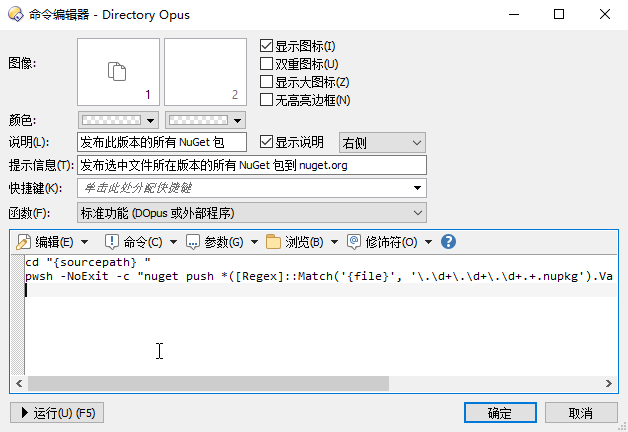 命令编辑器 - Directory Opus
图像:
1
2
显示图标(I)
双重图标(U)
显示大图标(Z)
无高亮边框(N)
颜色:
说明(L): 发布此版本的所有 NuGet 包 显示说明 右侧
提示信息(T): 发布选中文件所在版本的所有 NuGet 包到 nuget.org
快捷键(K): 单击此处分配快捷键
函数(F): 标准功能 (DOpus 或外部程序)
编辑(E) 命令(C) 参数(G) 浏览(B) 修饰符(O)
cd "{sourcepath} "
pwsh -NoExit -c "nuget push *([Regex]::Match('{file}', '\.\d+\.\d+\.\d+.+.nupkg').Va
运行(U) (F5) 确定 取消